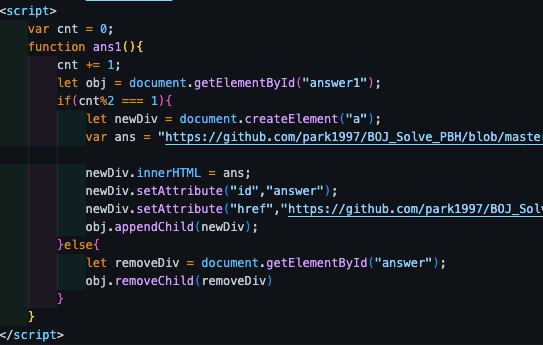 <script>
var cnt = 0;
function ans1(){
cnt += 1;
let obj = document.getElementById("answer1");
if(cnt%2 === 1){
let newDiv = document.createElement("a");
var ans = "https://github.com/park1997/BOJ_Solve_PBH/blob/master
newDiv.innerHTML = ans;
newDiv.setAttribute("id","answer");
newDiv.setAttribute("href","https://github.com/park1997/BOJ_Sol
obj.appendChild(newDiv);
}else{
let removeDiv = document.getElementById("answer");
obj.removeChild(removeDiv)
}
}
</script>